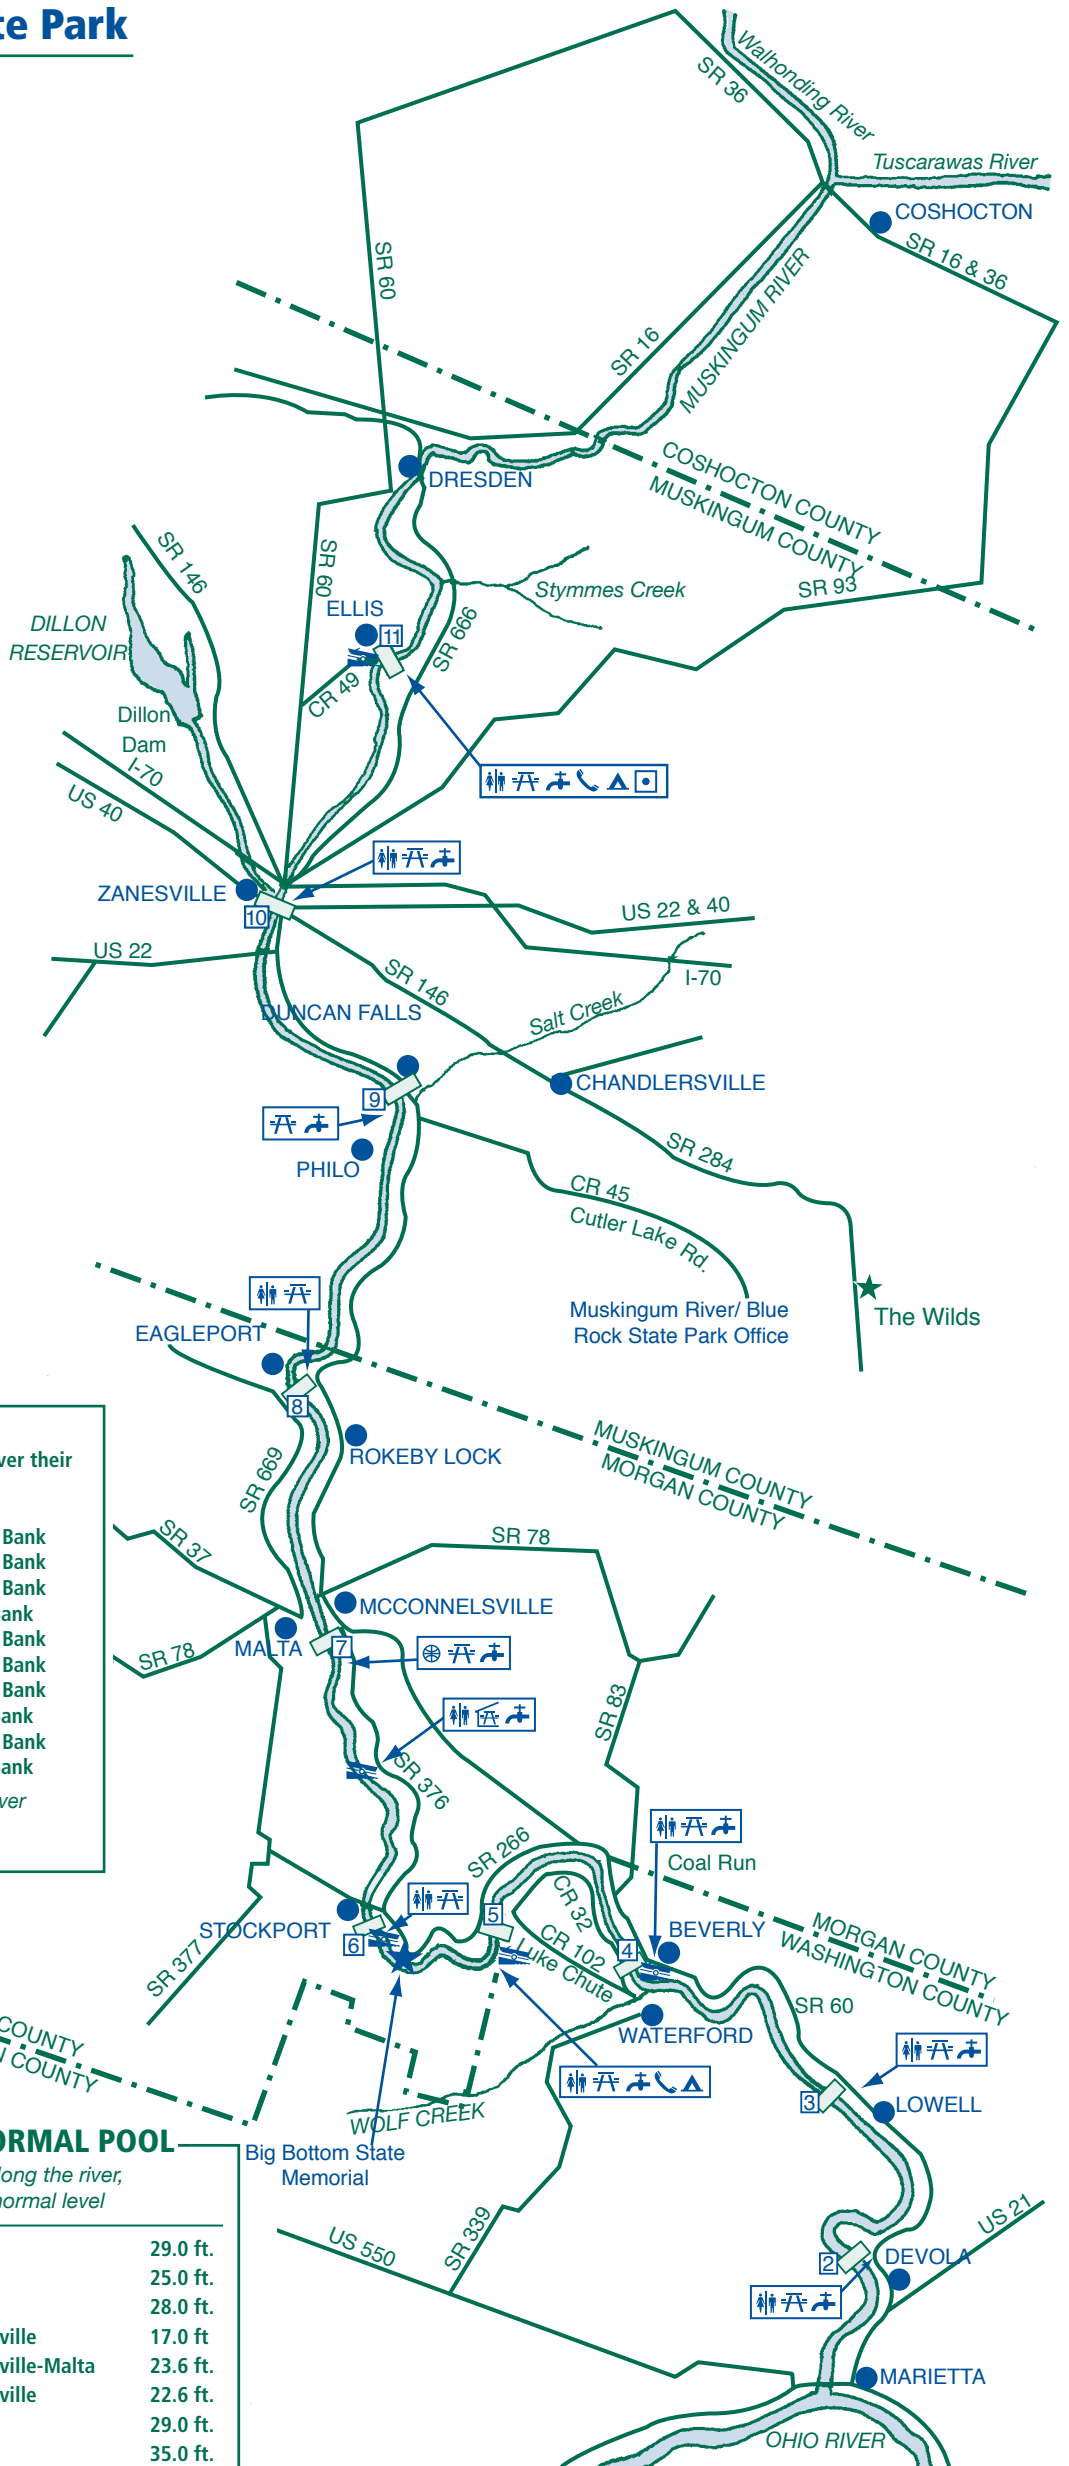 te Park
Walhonding River
SR 36
Tuscarawas River
COSHOCTON
SR 16 & 36
SR 60
MUSKINGUM RIVER
SR 16
COSHOCTON COUNTY
MUSKINGUM COUNTY
DRESDEN
SR 146
SR 60
Stymmes Creek
SR 93
ELLIS
11
DILLON
RESERVOIR
SR 666
CR 49
Dillon
Dam
I-70
US 40
ZANESVILLE
10
US 22 & 40
US 22
I-70
SR 146
DUNCAN FALLS
Salt Creek
CHANDLERSVILLE
9
PHILO
SR 284
CR 45
Cutler Lake Rd.
Muskingum River/ Blue
Rock State Park Office
The Wilds
EAGLEPORT
8
ROKEBY LOCK
MUSKINGUM COUNTY
MORGAN COUNTY
ver their
SR 669
Bank
Bank
Bank
ank
Bank
Bank
Bank
ank
Bank
ank
ver
SR 37
SR 78
MCCONNELSVILLE
MALTA
7
SR 78
SR 83
SR 376
SR 266
Coal Run
CR 32
5
STOCKPORT
6
CR 102
Luke Chute
4
BEVERLY
MORGAN COUNTY
WASHINGTON COUNTY
SR 377
SR 60
WATERFORD
COUNTY
N COUNTY
3
LOWELL
WOLF CREEK
Big Bottom State
Memorial
ORMAL POOL
long the river,
normal level
US 550
SR 339
US 21
2
DEVOLA
29.0 ft.
25.0 ft.
28.0 ft.
ville 17.0 ft
ville-Malta 23.6 ft.
ville 22.6 ft.
29.0 ft.
35.0 ft.
MARIETTA
OHIO RIVER